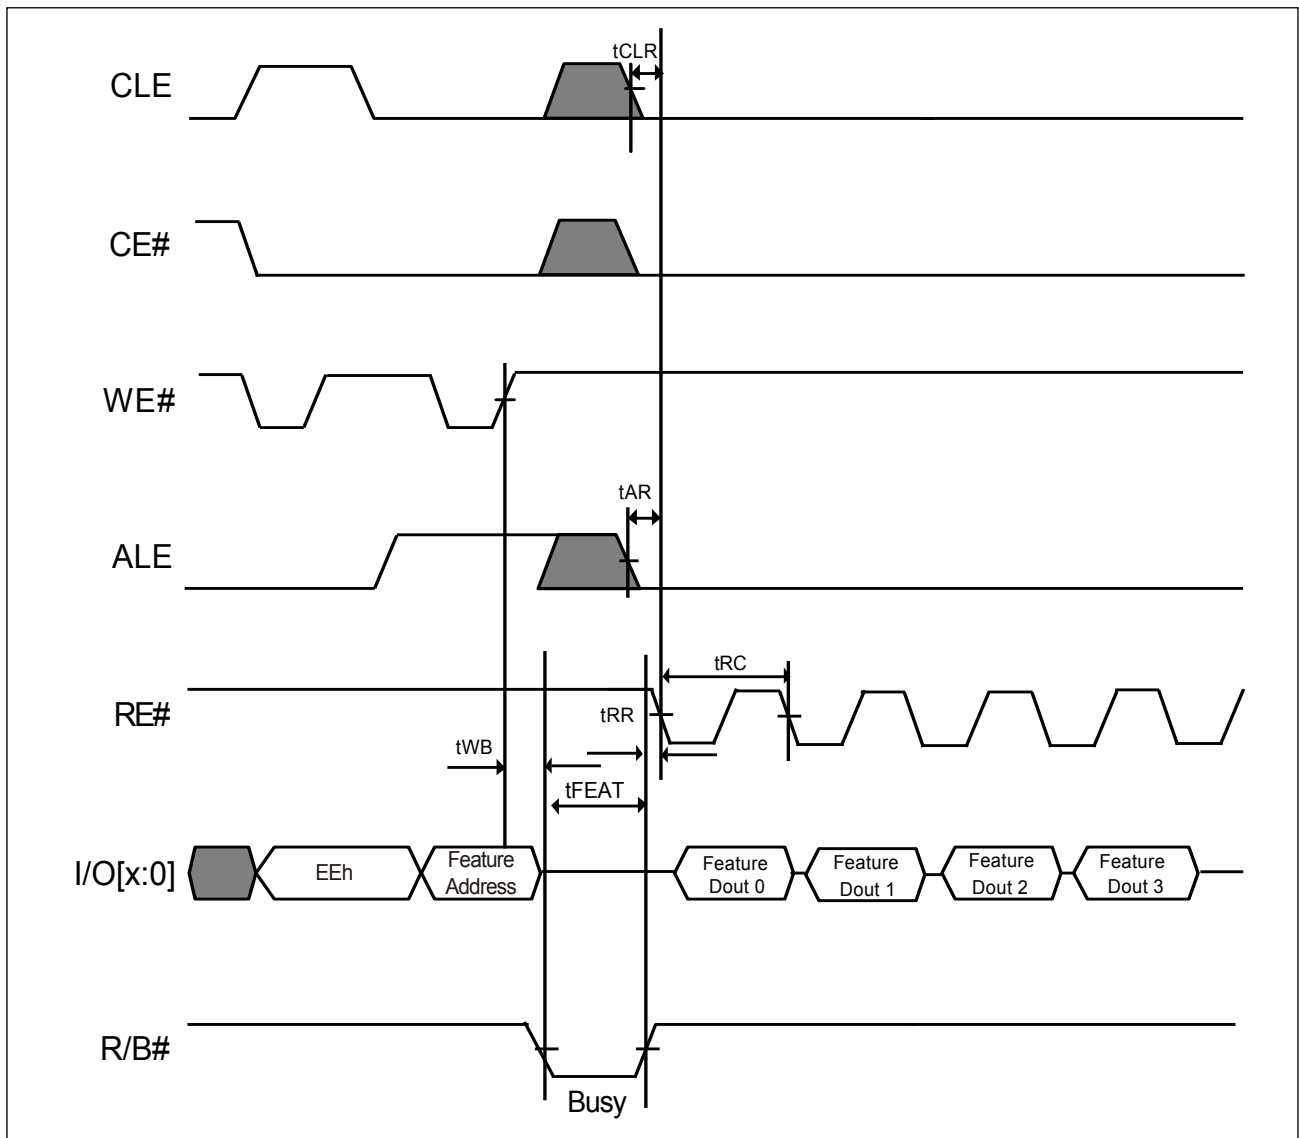 tCLR
CLE
CE#
WE#
tAR
ALE
tRC
RE#
tRR
tWB
tFEAT
I/O[x:0]
EEh
Feature
Address
Feature
Dout 0
Feature
Dout 1
Feature
Dout 2
Feature
Dout 3
R/B#
Busy